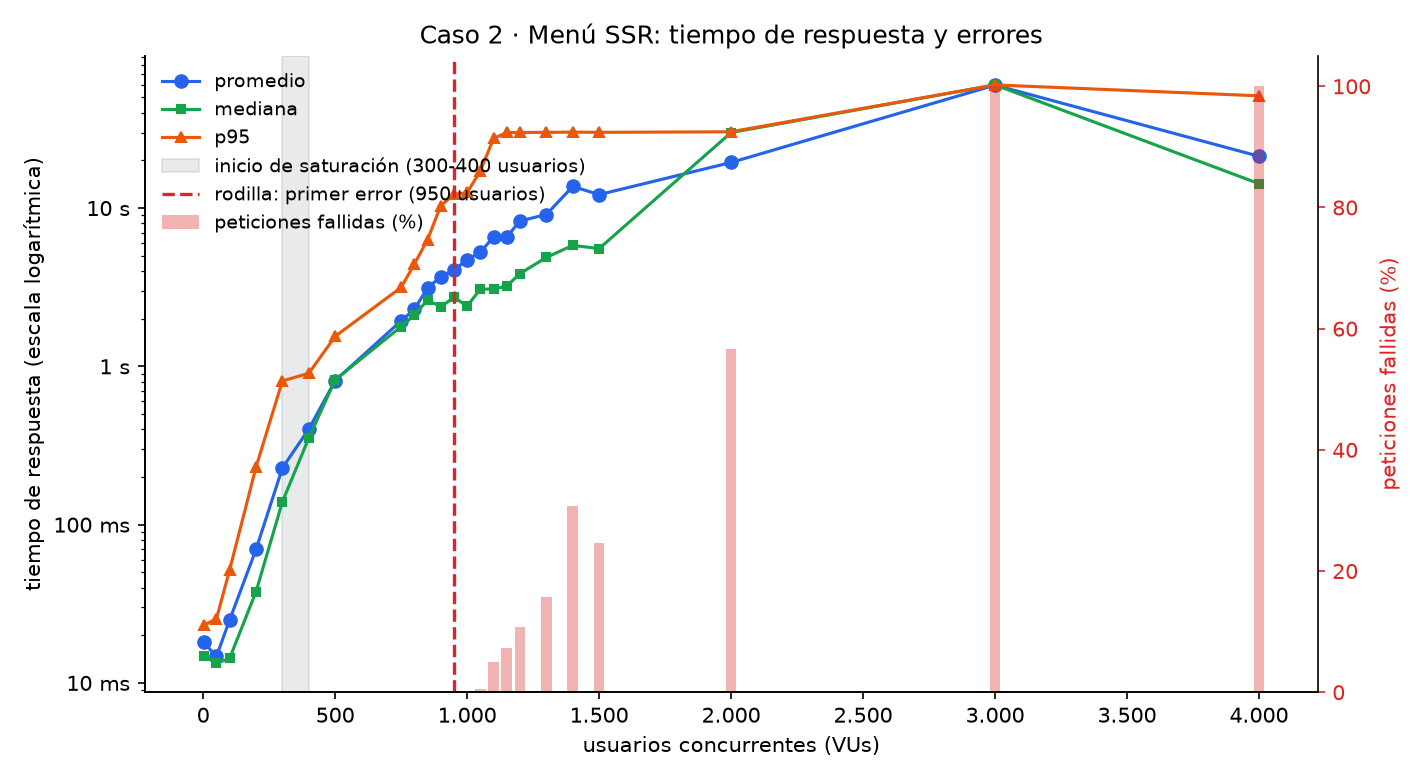 Caso 2 · Menú SSR: tiempo de respuesta y errores
promedio
mediana
p95
inicio de saturación (300-400 usuarios)
rodilla: primer error (950 usuarios)
peticiones fallidas (%)
tiempo de respuesta (escala logarítmica)
10 s
1 s
100 ms
10 ms
100
80
60
40
20
0
peticiones fallidas (%)
0
500
1.000
1.500
2.000
2.500
3.000
3.500
4.000
usuarios concurrentes (VUs)